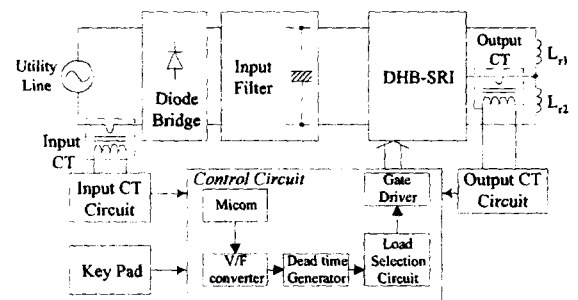 Utility
Line
Diode
Bridge
Input
Filter
DHB-SRI
Output
CT
Lr1
Lr2
Input
CT
Input CT
Circuit
Control Circuit
Micom
Gate
Driver
Output CT
Circuit
Key Pad
V/F
converter
Dead time
Generator
Load
Selection
Circuit